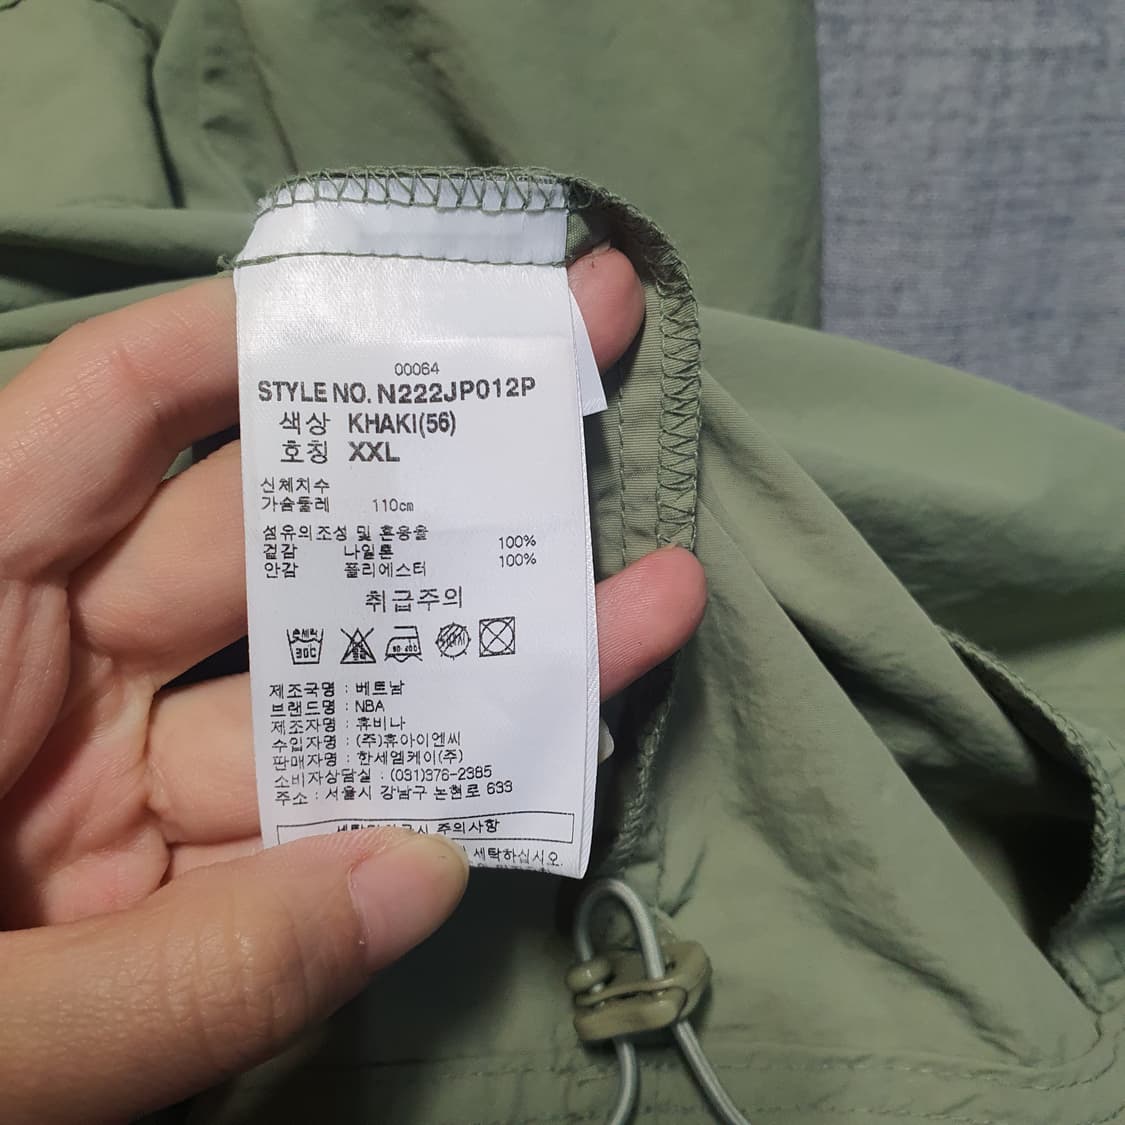 00064
STYLE NO. N222JP012P
색상 KHAKI(56)
호칭 XXL
신체치수
가슴둘레 110cm
섬유의조성 및 혼용율
겉감 나일론 100%
안감 폴리에스터 100%
취급주의
제조국명 : 베트남
브랜드명 : NBA
제조자명 : 휴비나
수입자명 : (주)휴아이엔씨
판매자명 : 한세엠케이(주)
소비자상담실 : (031)376-2385
주소 : 서울시 강남구 논현로 633
주의사항
세탁하십시오.